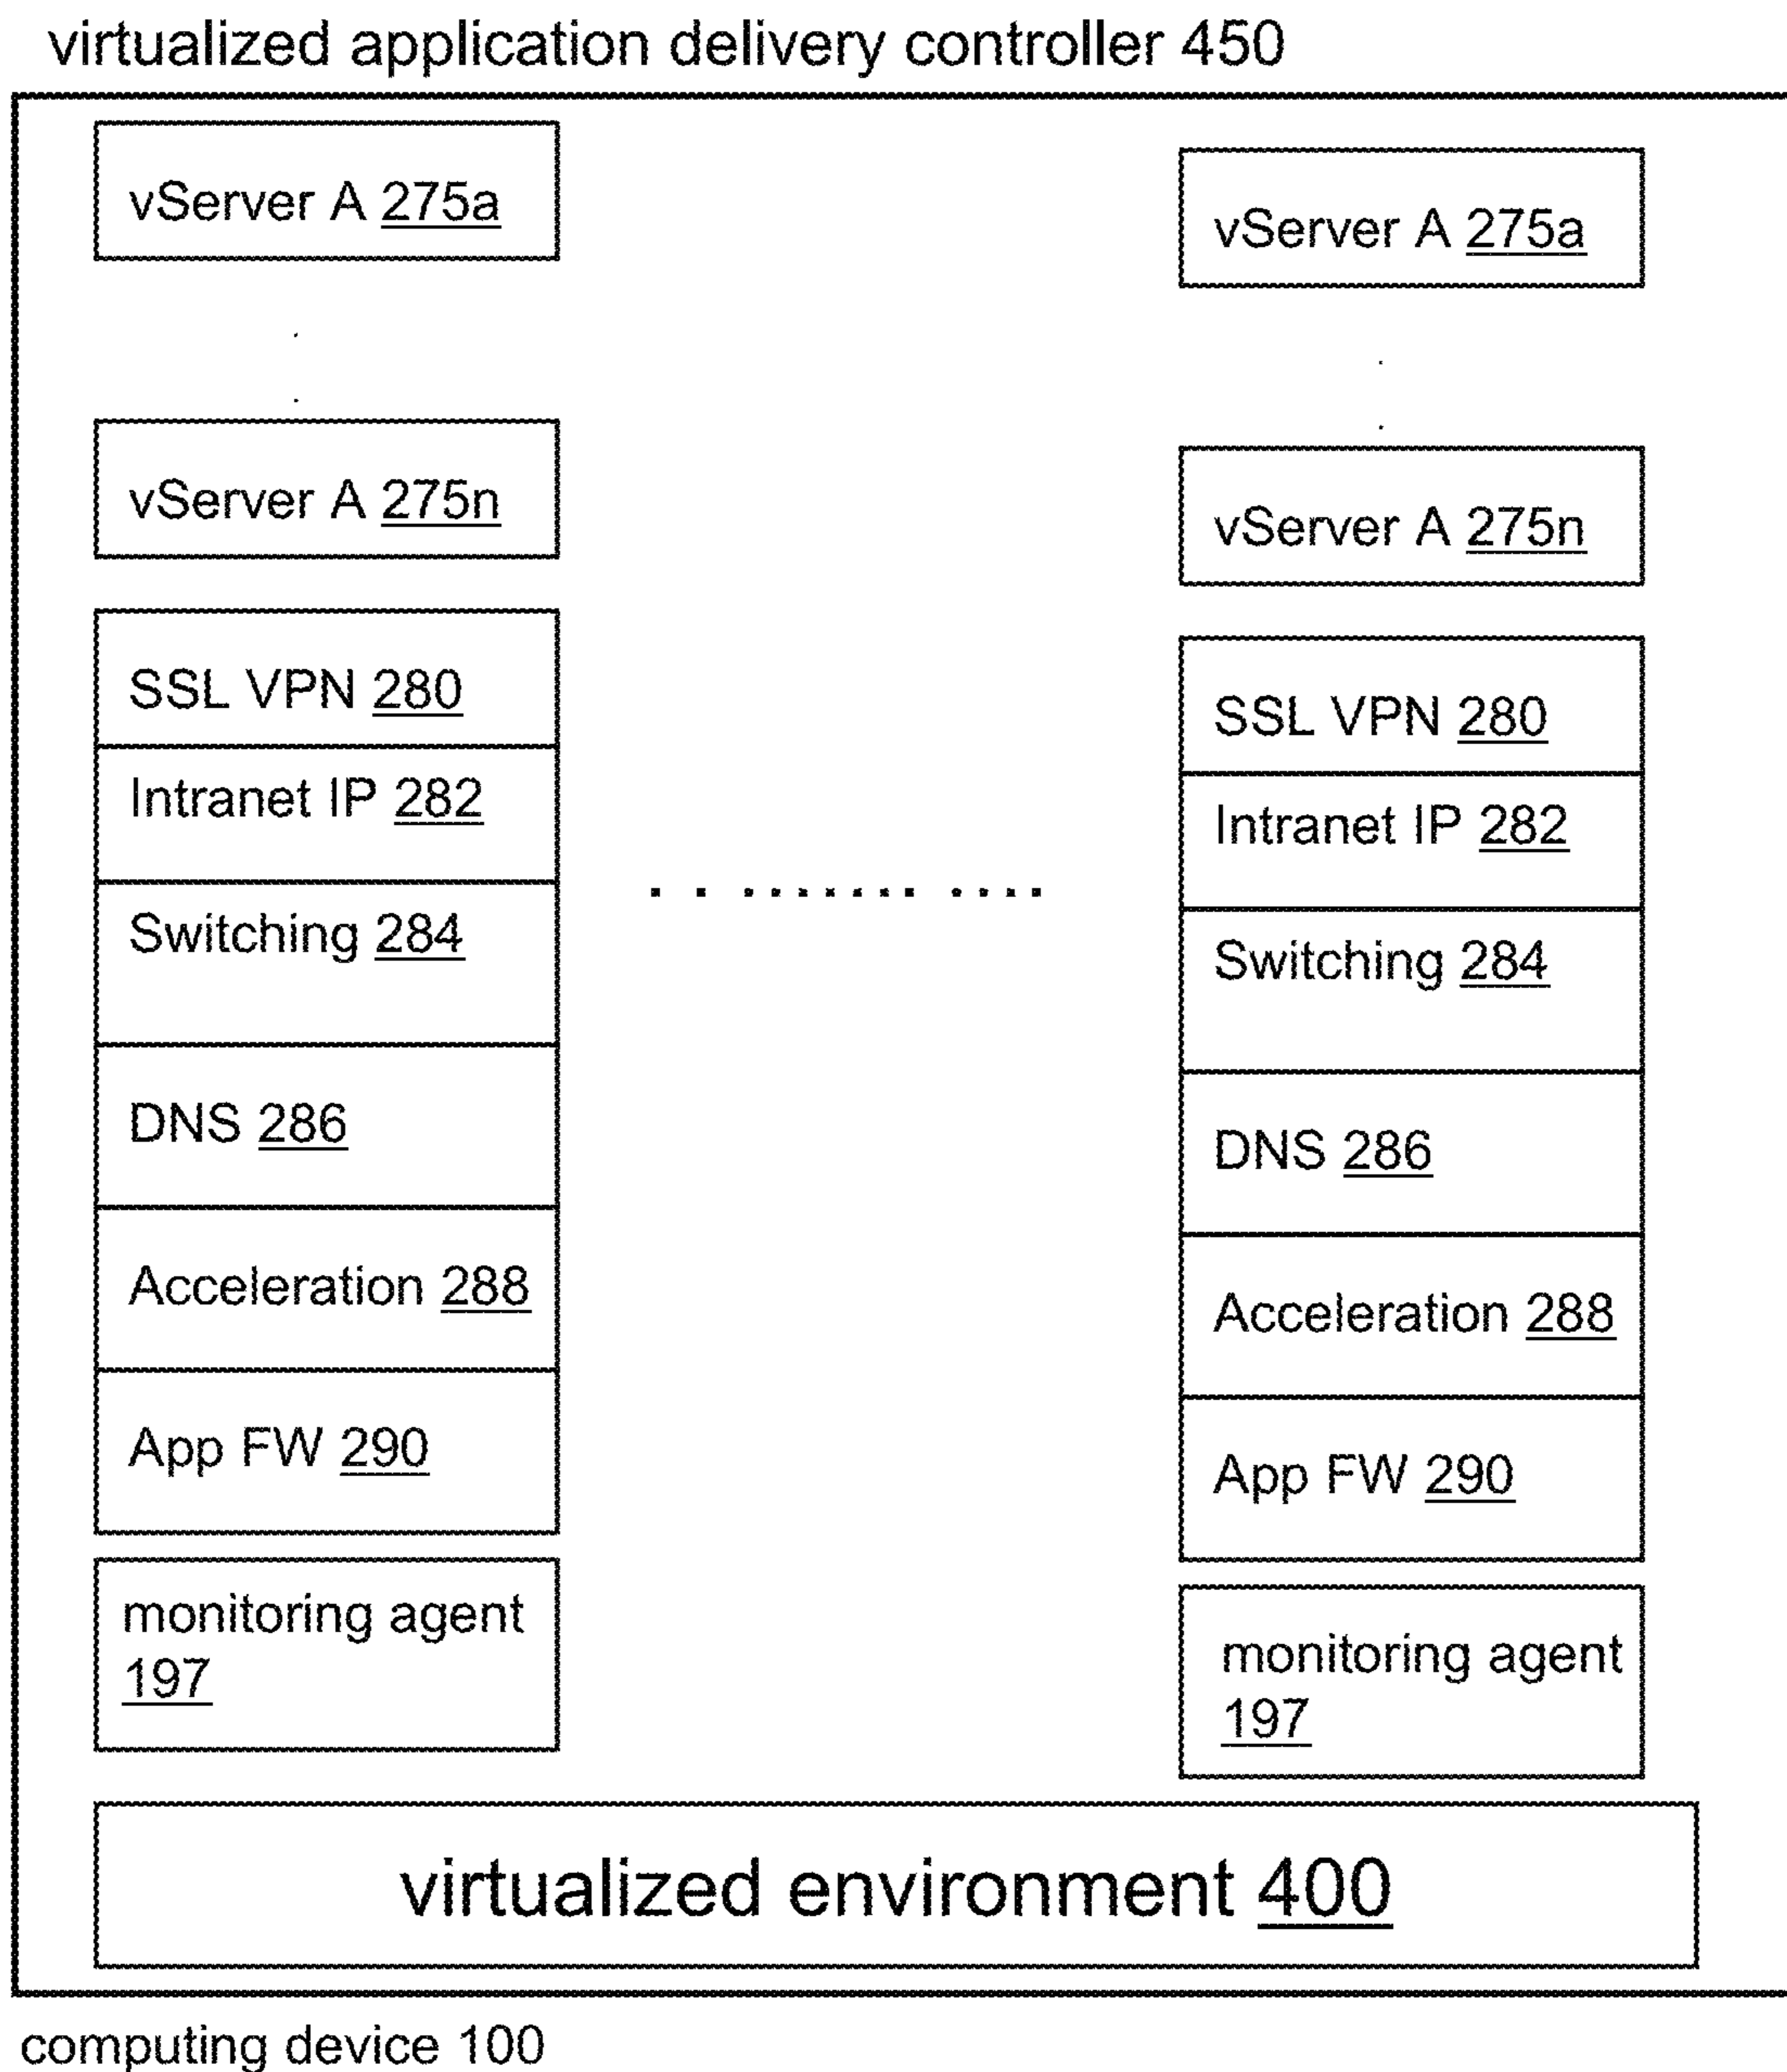 virtualized application delivery controller 450
vServer A 275a
vServer A 275n
SSL VPN 280
Intranet IP 282
Switching 284
DNS 286
Acceleration 288
App FW 290
monitoring agent
197
vServer A 275a
vServer A 275n
SSL VPN 280
Intranet IP 282
Switching 284
DNS 286
Acceleration 288
App FW 290
monitoring agent
197
virtualized environment 400
computing device 100